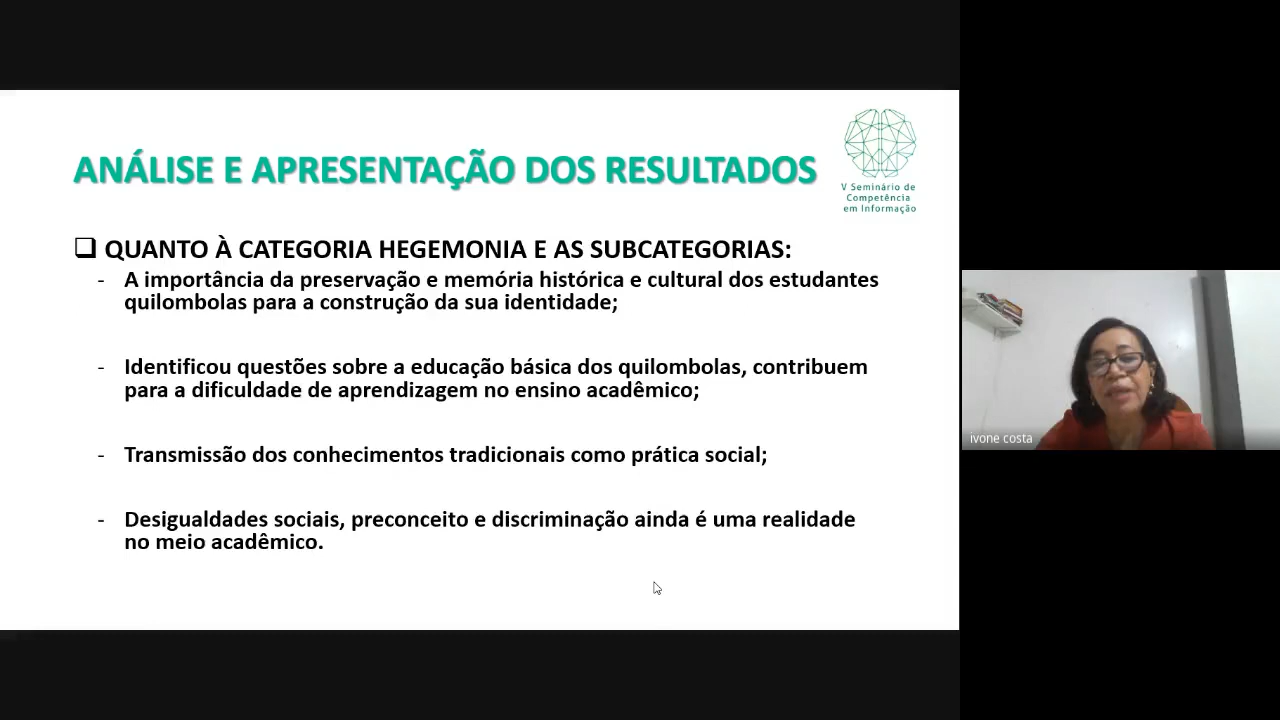 ANÁLISE E APRESENTAÇÃO DOS RESULTADOS
V Seminário de
Competência
em Informação
QUANTO À CATEGORIA HEGEMONIA E AS SUBCATEGORIAS:
- A importância da preservação e memória histórica e cultural dos estudantes
quilombolas para a construção da sua identidade;
- Identificou questões sobre a educação básica dos quilombolas, contribuem
para a dificuldade de aprendizagem no ensino acadêmico;
- Transmissão dos conhecimentos tradicionais como prática social;
- Desigualdades sociais, preconceito e discriminação ainda é uma realidade
no meio acadêmico.
ivone costa